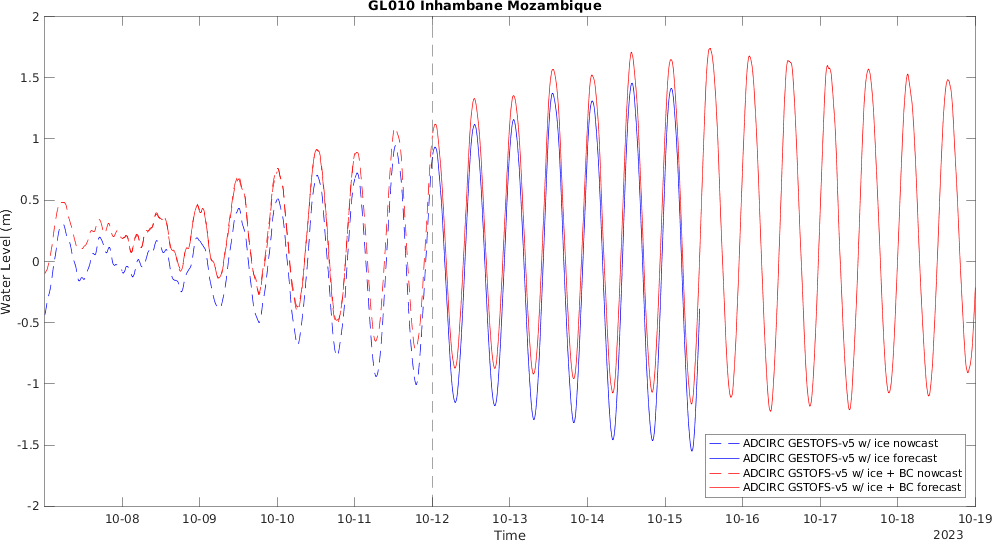 GL010 Inhambane Mozambique
2
1.5
1
0.5
0
-0.5
-1
-1.5
-2
Water Level (m)
10-08 10-09 10-10 10-11 10-12 10-13 10-14 10-15 10-16 10-17 10-18 10-19
Time
2023
ADCIRC GESTOFS-v5 w/ ice nowcast
ADCIRC GESTOFS-v5 w/ ice forecast
ADCIRC GSTOFS-v5 w/ ice + BC nowcast
ADCIRC GSTOFS-v5 w/ ice + BC forecast